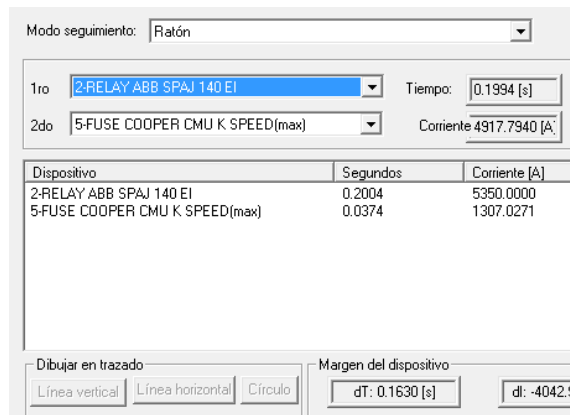 Modo seguimiento: Ratón
1ro 2-RELAY ABB SPAJ 140 EI Tiempo: 0.1994 [s]
2do 5-FUSE COOPER CMU K SPEED(max) Corriente 4917.7940 [A]
Dispositivo Segundos Corriente [A]
2-RELAY ABB SPAJ 140 EI 0.2004 5350.0000
5-FUSE COOPER CMU K SPEED(max) 0.0374 1307.0271
Dibujar en trazado Margen del dispositivo
Línea vertical Línea horizontal Círculo dT: 0.1630 [s] dI: -4042.